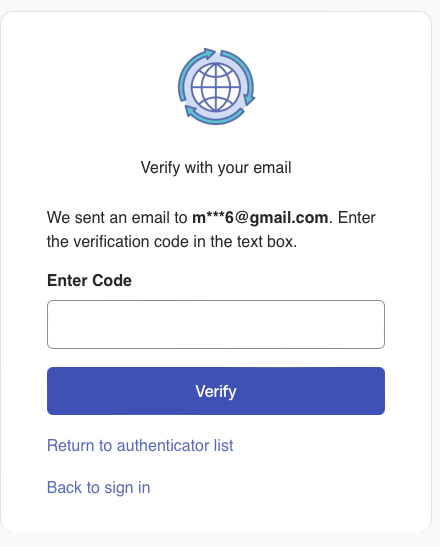 Verify with your email
We sent an email to m***6@gmail.com. Enter
the verification code in the text box.
Enter Code
Verify
Return to authenticator list
Back to sign in